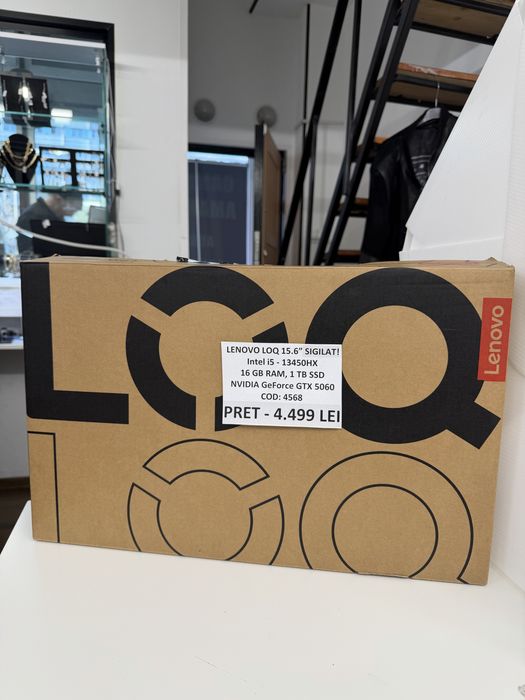 LOQ
Lenovo
LENOVO LOQ 15.6” SIGILAT!
Intel i5 - 13450HX
16 GB RAM, 1 TB SSD
NVIDIA GeForce GTX 5060
COD: 4568
PRET - 4.499 LEI
LOQ